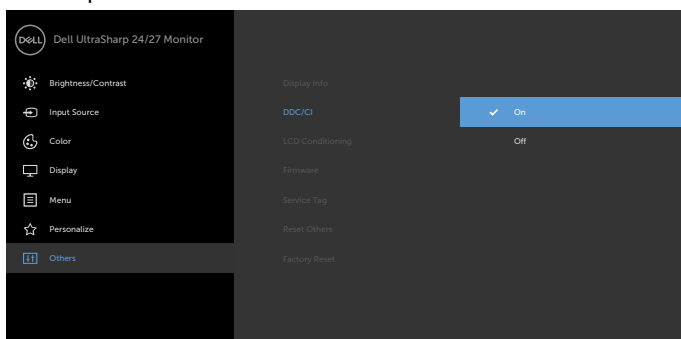 DELL
Dell UltraSharp 24/27 Monitor
Brightness/Contrast
Input Source
Color
Display
Menu
Personalize
Others
Display Info
DDC/CI
LCD Conditioning
Firmware
Service Tag
Reset Others
Factory Reset
On
Off